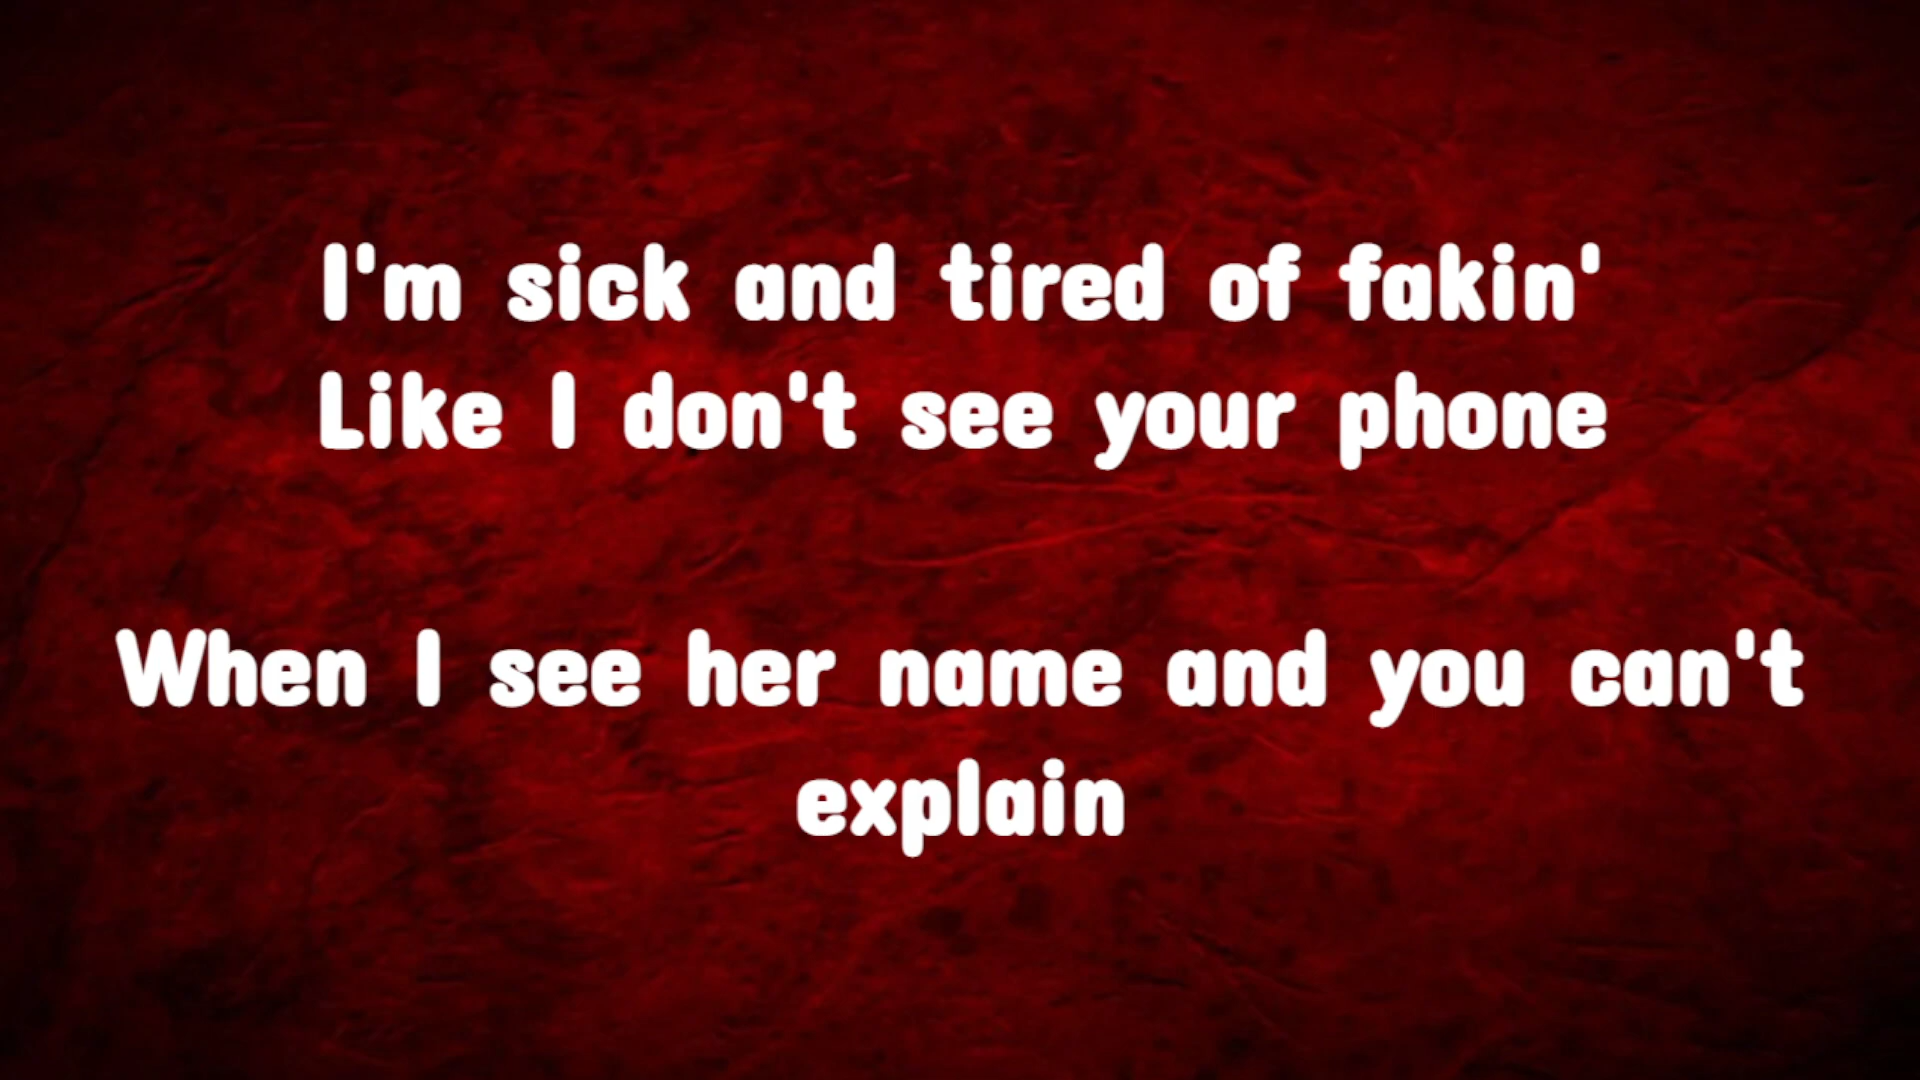 I'm sick and tired of fakin'
Like I don't see your phone
When I see her name and you can't
explain